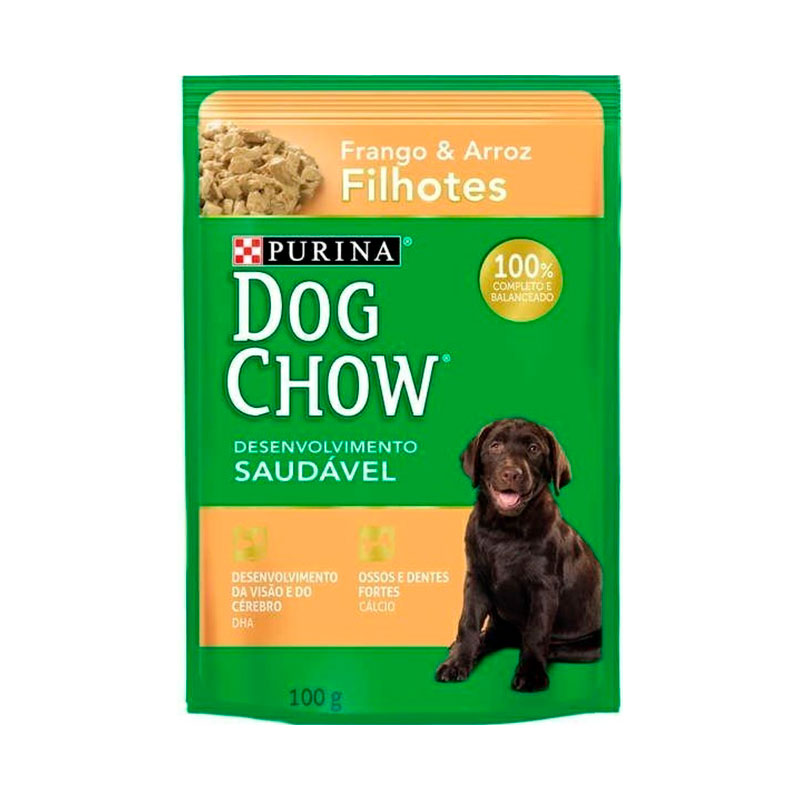 Frango & Arroz
Filhotes
PURINA®
DOG
CHOW®
100%
COMPLETO E
BALANCEADO
DESENVOLVIMENTO
SAUDÁVEL
DESENVOLVIMENTO
DA VISÃO E DO
CÉREBRO
DHA
OSSOS E DENTES
FORTES
CÁLCIO
100 g